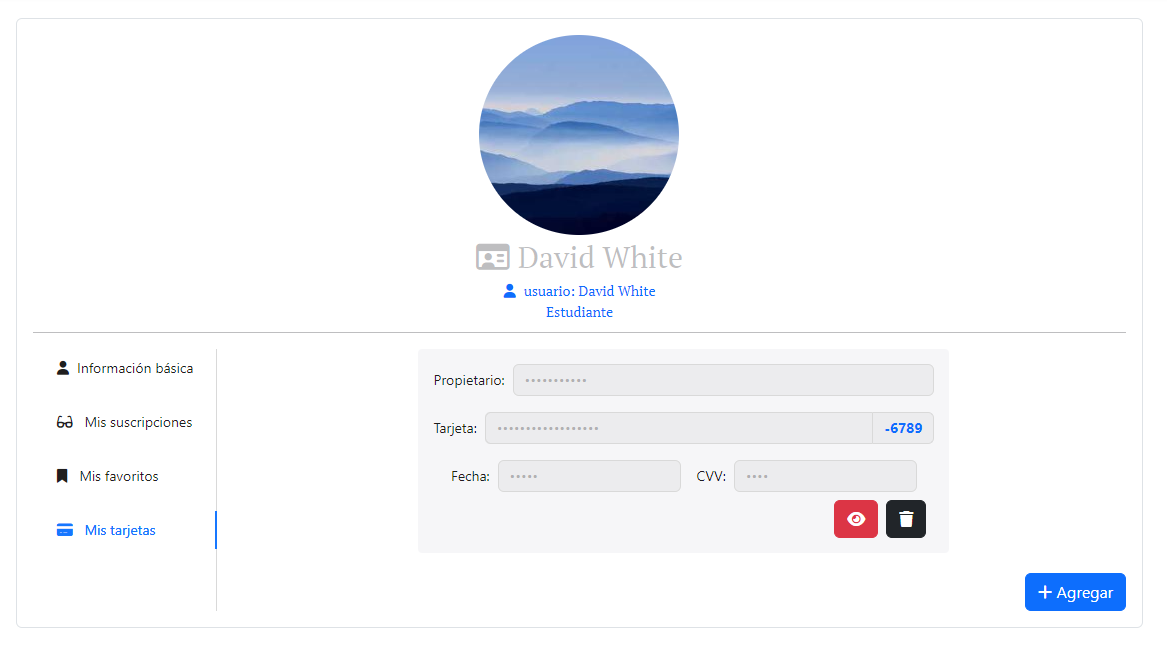 David White
usuario: David White
Estudiante
Información básica
Mis suscripciones
Mis favoritos
Mis tarjetas
Propietario: •••••••••••
Tarjeta: •••••••••••••••••• -6789
Fecha: ••••• CVV: ••••
+ Agregar